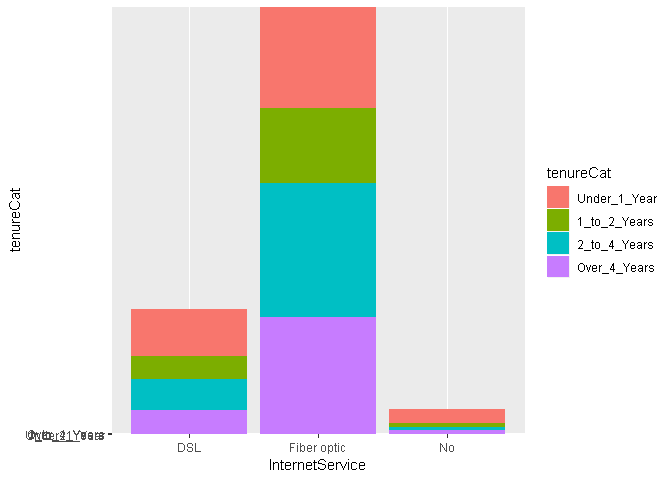 tenureCat
tenureCat
Under_1_Year
1_to_2_Years
2_to_4_Years
Over_4_Years
DSL
Fiber optic
No
InternetService